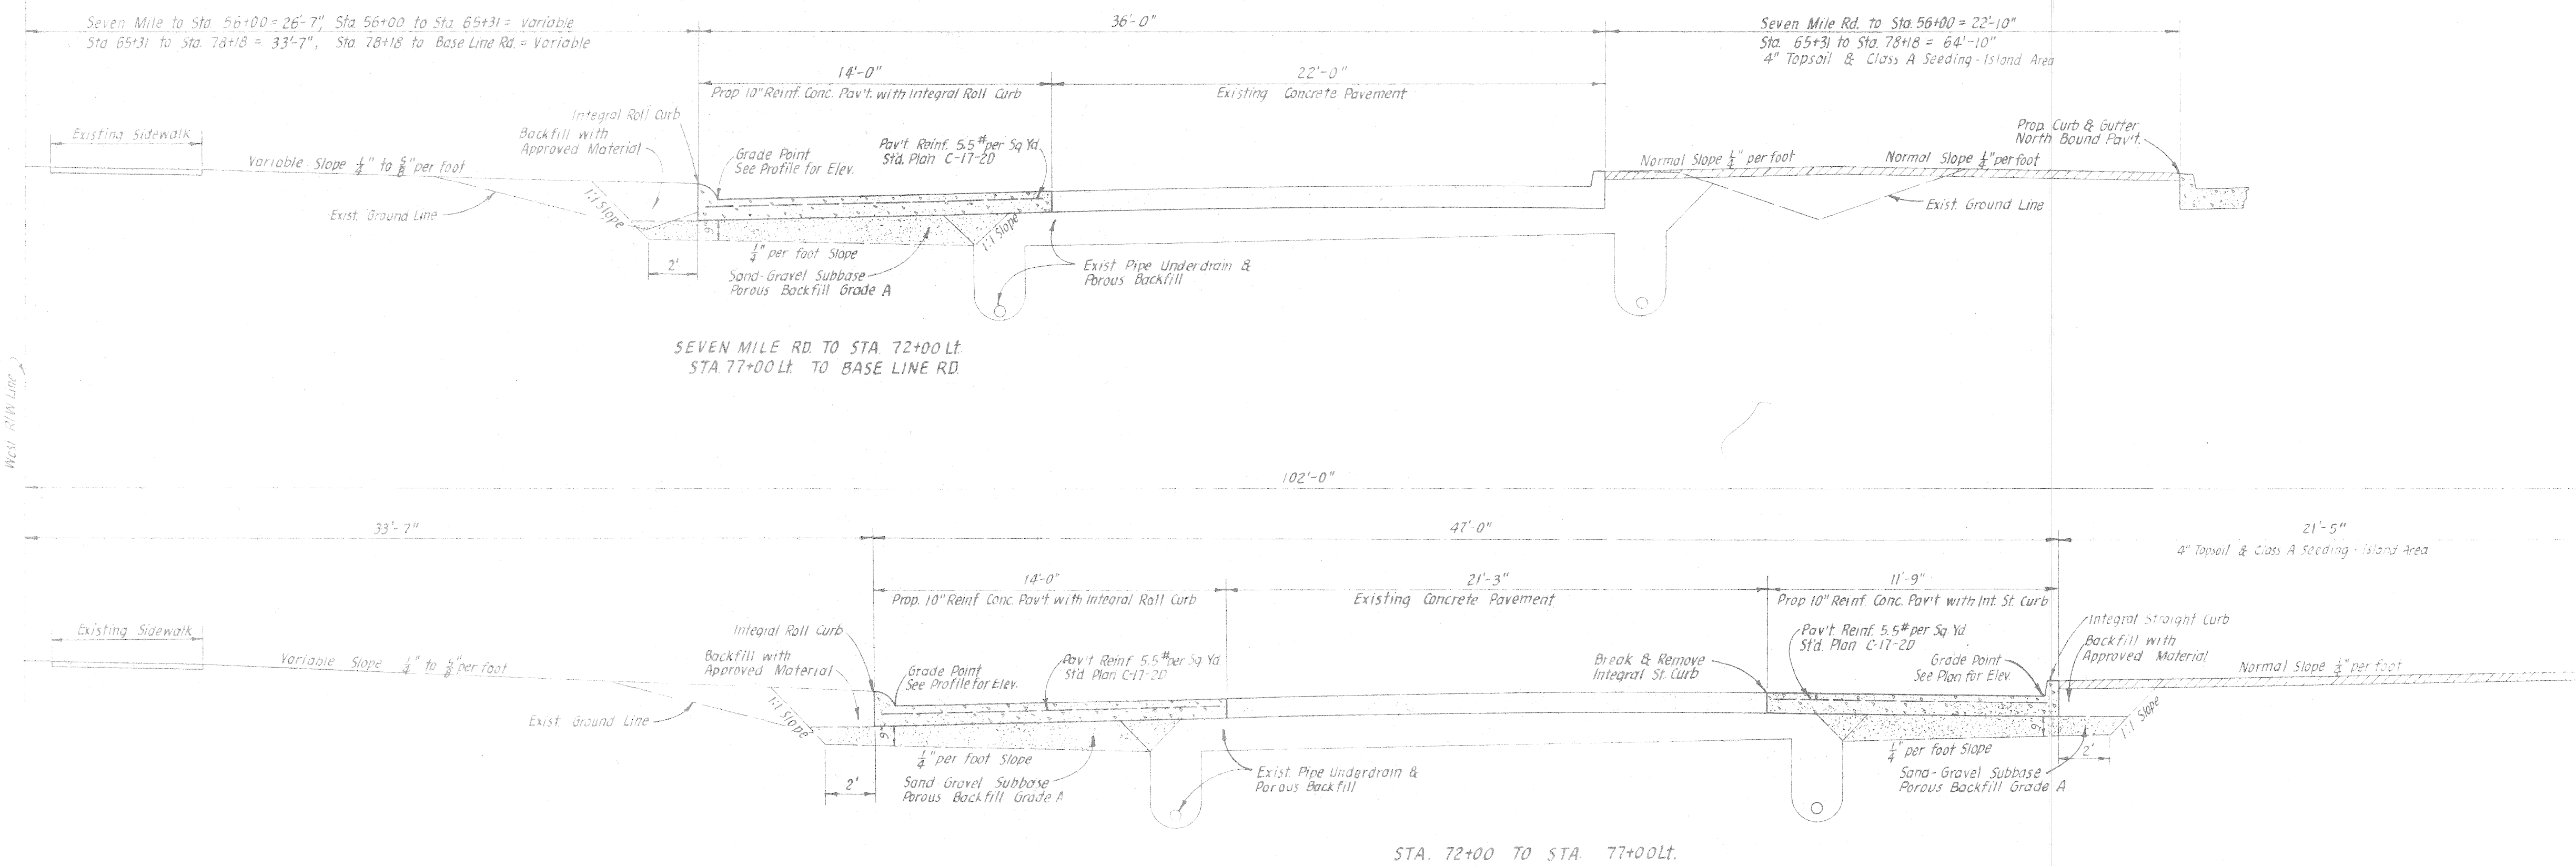 Seven Mile to Sta. 56+00 = 26'-7", Sta. 56+00 to Sta. 65+31 = Variable
Sta 65+31 to Sta. 78+18 = 33'-7", Sta. 78+18 to Base Line Rd. = Variable
36'-0"
Seven Mile Rd. to Sta. 56+00 = 22'-10"
Sta. 65+31 to Sta. 78+18 = 64'-10"
4" Topsoil & Class A Seeding - Island Area
14'-0"
Prop 10" Reinf. Conc. Pav't. with Integral Roll Curb
22'-0"
Existing Concrete Pavement
Existing Sidewalk
Integral Roll Curb
Backfill with
Approved Material
Variable Slope 1/4" to 5/8" per foot
Exist. Ground Line
1:1 Slope
Grade Point
See Profile for Elev.
Pav't. Reinf. 5.5# per Sq Yd.
St'd. Plan C-17-2D
Prop. Curb & Gutter
North Bound Pav't.
Normal Slope 1/4" per foot
Normal Slope 1/4" per foot
Exist. Ground Line
9"
1:1 Slope
2'
1/4" per foot Slope
Sand-Gravel Subbase
Porous Backfill Grade A
Exist. Pipe Underdrain &
Porous Backfill
SEVEN MILE RD. TO STA. 72+00 Lt.
STA. 77+00 Lt. TO BASE LINE RD.
West R/W Line
102'-0"
33'-7"
47'-0"
21'-5"
4" Topsoil & Class A Seeding - Island Area
14'-0"
Prop. 10" Reinf. Conc. Pav't with Integral Roll Curb
21'-3"
Existing Concrete Pavement
11'-9"
Prop 10" Reinf. Conc. Pav't with Int. St. Curb
Existing Sidewalk
Integral Roll Curb
Backfill with
Approved Material
Variable Slope 1/4" to 5/8" per foot
Exist. Ground Line
1:1 Slope
Grade Point
See Profile for Elev.
Pav't Reinf. 5.5# per Sq Yd.
St'd. Plan C-17-2D
Break & Remove
Integral St. Curb
Pav't. Reinf. 5.5# per Sq Yd.
St'd. Plan C-17-2D
Grade Point
See Plan for Elev.
Integral Straight Curb
Backfill with
Approved Material
Normal Slope 1/4" per foot
9"
9"
1:1 Slope
2'
1/4" per foot Slope
Sand Gravel Subbase
Porous Backfill Grade A
Exist. Pipe Underdrain &
Porous Backfill
1/4" per foot Slope
Sand-Gravel Subbase
Porous Backfill Grade A
2'
STA. 72+00 TO STA. 77+00 Lt.